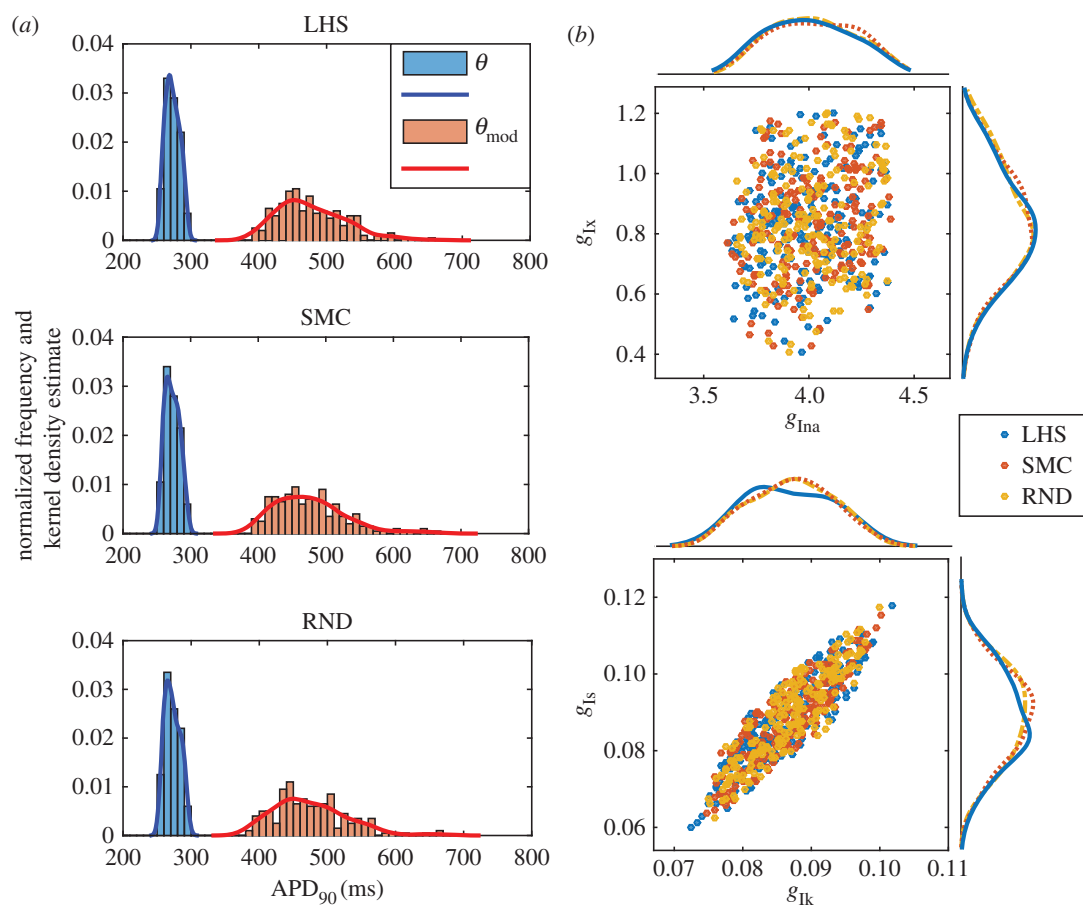 (a)
LHS
0.04
0.03
0.02
0.01
0
200 300 400 500 600 700 800
θ
θmod
SMC
0.04
0.03
0.02
0.01
0
200 300 400 500 600 700 800
RND
0.04
0.03
0.02
0.01
0
200 300 400 500 600 700 800
normalized frequency and
kernel density estimate
APD90 (ms)
(b)
1.2
1.0
0.8
0.6
0.4
gIx
3.5 4.0 4.5
gIna
LHS
SMC
RND
0.12
0.10
0.08
0.06
gIs
0.07 0.08 0.09 0.10 0.11
gIk